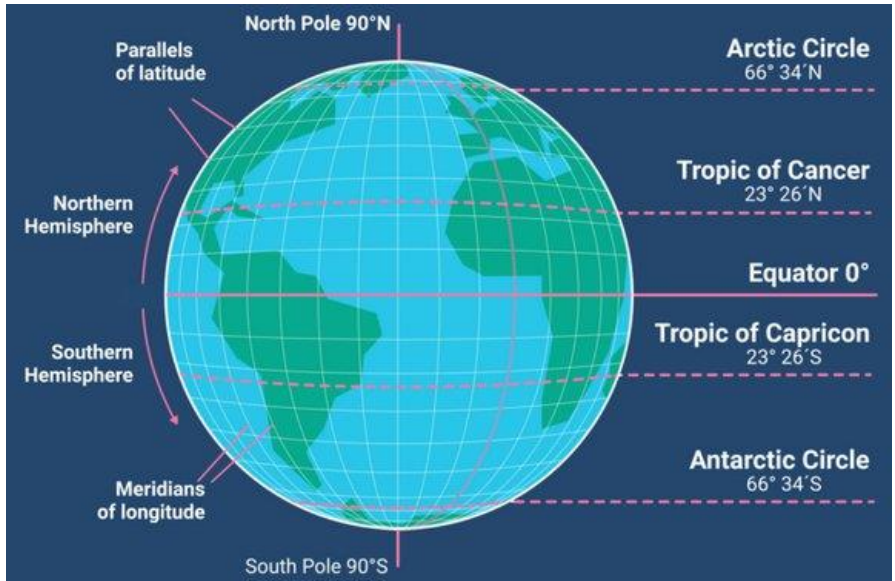 North Pole 90°N
Parallels
of latitude
Northern
Hemisphere
Southern
Hemisphere
Meridians
of longitude
South Pole 90°S
Arctic Circle
66° 34´N
Tropic of Cancer
23° 26´N
Equator 0°
Tropic of Capricon
23° 26´S
Antarctic Circle
66° 34´S